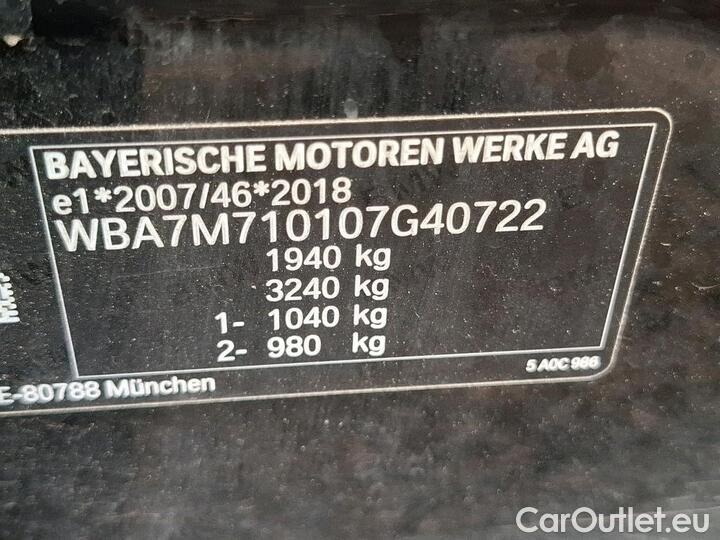 BAYERISCHE MOTOREN WERKE AG
e1*2007/46*2018
WBA7M710107G40722
1940 kg
3240 kg
1- 1040 kg
2- 980 kg
5 A0C 986
E-80788 München
CarOutlet.eu